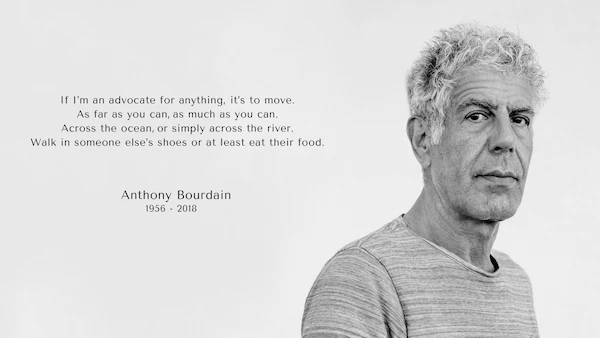 If I'm an advocate for anything, it's to move.
As far as you can, as much as you can.
Across the ocean, or simply across the river.
Walk in someone else's shoes or at least eat their food.
Anthony Bourdain
1956 - 2018